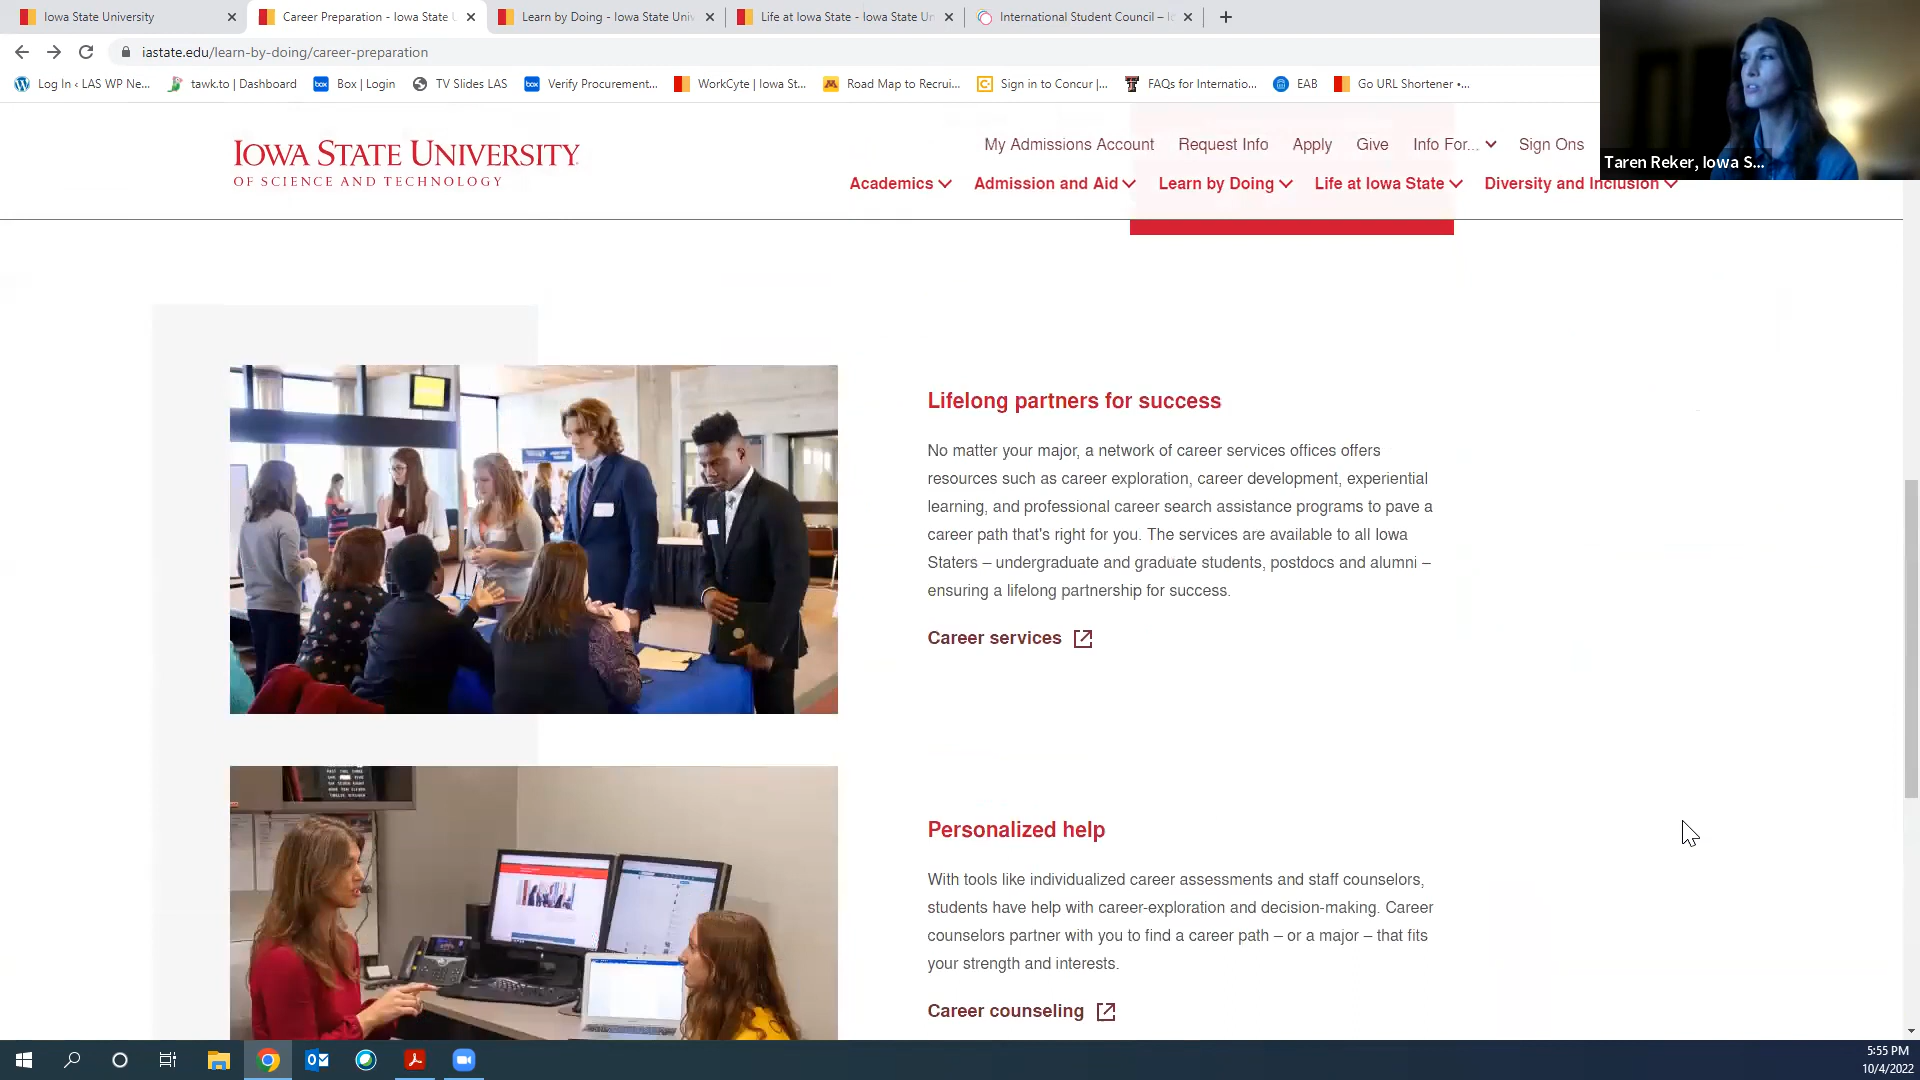 Iowa State University
Career Preparation - Iowa State U
Learn by Doing - Iowa State Univ
Life at Iowa State - Iowa State Un
International Student Council – I
iastate.edu/learn-by-doing/career-preparation
Log In ‹ LAS WP Ne...
tawk.to | Dashboard
Box | Login
TV Slides LAS
Verify Procurement...
WorkCyte | Iowa St...
Road Map to Recrui...
Sign in to Concur |...
FAQs for Internatio...
EAB
Go URL Shortener •...
Taren Reker, Iowa S...
IOWA STATE UNIVERSITY
OF SCIENCE AND TECHNOLOGY
My Admissions Account
Request Info
Apply
Give
Info For...
Sign Ons
Academics
Admission and Aid
Learn by Doing
Life at Iowa State
Diversity and Inclusion
Lifelong partners for success
No matter your major, a network of career services offices offers
resources such as career exploration, career development, experiential
learning, and professional career search assistance programs to pave a
career path that's right for you. The services are available to all Iowa
Staters – undergraduate and graduate students, postdocs and alumni –
ensuring a lifelong partnership for success.
Career services
Personalized help
With tools like individualized career assessments and staff counselors,
students have help with career-exploration and decision-making. Career
counselors partner with you to find a career path – or a major – that fits
your strength and interests.
Career counseling
5:55 PM
10/4/2022